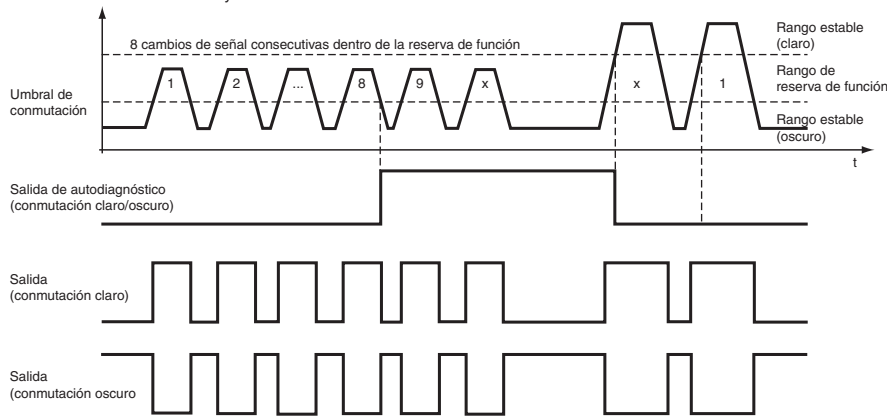 8 cambios de señal consecutivas dentro de la reserva de función
Rango estable
(claro)
Rango de
reserva de función
Rango estable
(oscuro)
Umbral de
conmutación
1
2
...
8
9
x
x
1
t
Salida de autodiagnóstico
(conmutación claro/oscuro)
Salida
(conmutación claro)
Salida
(conmutación oscuro